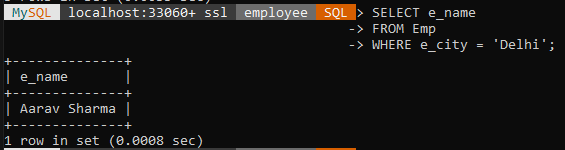 MySQL localhost:33060+ ssl employee SQL > SELECT e_name
-> FROM Emp
-> WHERE e_city = 'Delhi';
+--------------+
| e_name       |
+--------------+
| Aarav Sharma |
+--------------+
1 row in set (0.0008 sec)